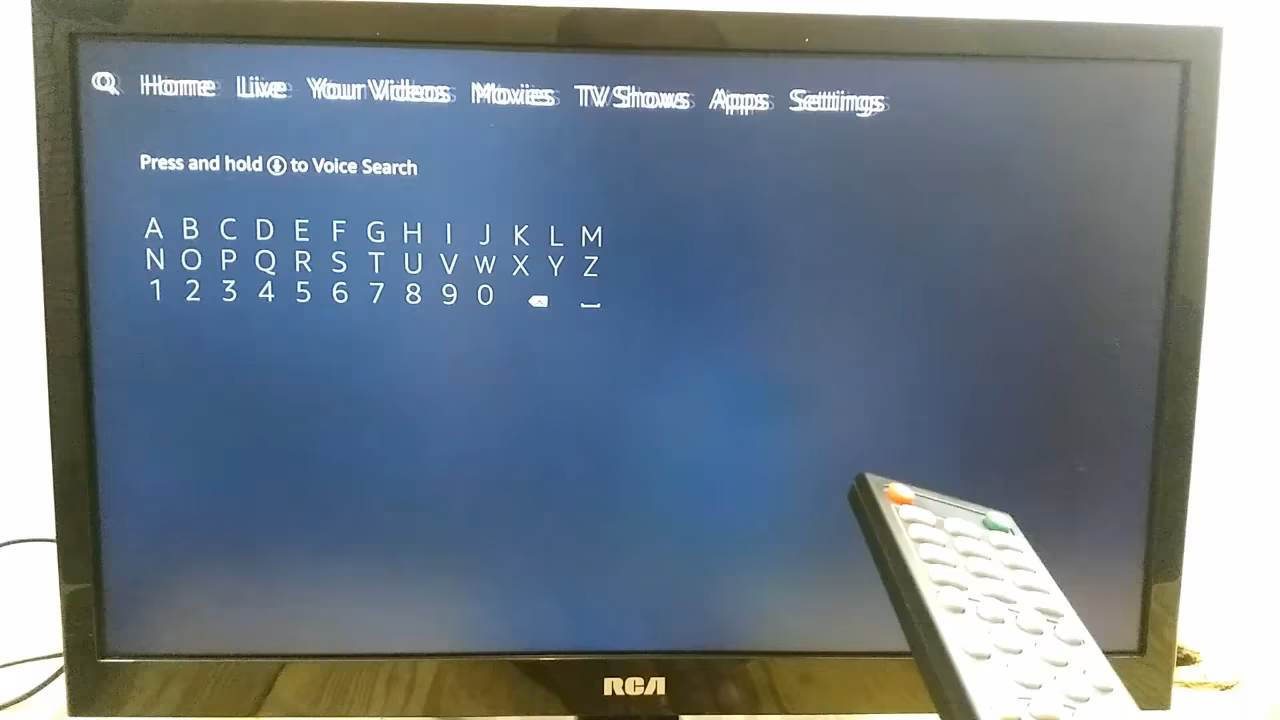 Home Live Your Videos Movies TV Shows Apps Settings
Press and hold to Voice Search
A B C D E F G H I J K L M
N O P Q R S T U V W X Y Z
1 2 3 4 5 6 7 8 9 0
RCA